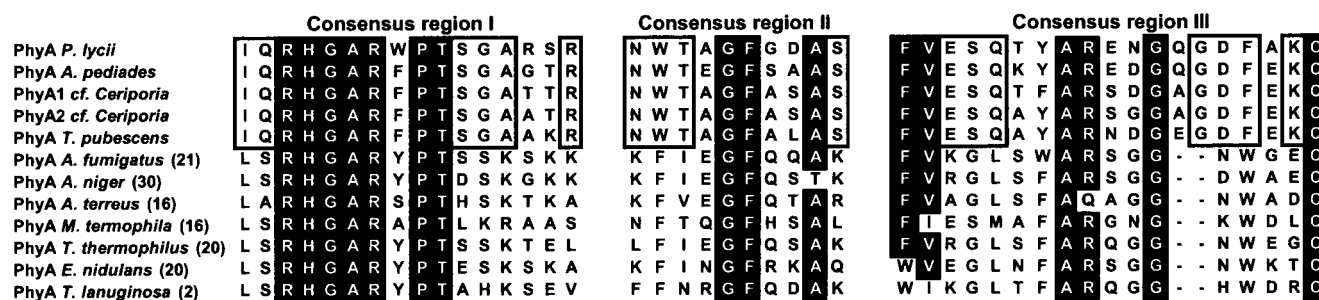 Consensus region I Consensus region II Consensus region III
PhyA P. lycii I Q R H G A R W P T S G A R S R N W T A G F G D A S F V E S Q T Y A R E N G Q G D F A K C
PhyA A. pediades I Q R H G A R F P T S G A G T R N W T E G F S A A S F V E S Q K Y A R E D G Q G D F E K C
PhyA1 cf. Ceriporia I Q R H G A R F P T S G A T T R N W T A G F A S A S F V E S Q T F A R S D G A G D F E K C
PhyA2 cf. Ceriporia I Q R H G A R F P T S G A A T R N W T A G F A S A S F V E S Q A Y A R S G G A G D F E K C
PhyA T. pubescens I Q R H G A R F P T S G A A K R N W T A G F A L A S F V E S Q A Y A R N D G E G D F E K C
PhyA A. fumigatus (21) L S R H G A R Y P T S S K S K K K F I E G F Q Q A K F V K G L S W A R S G G - - N W G E C
PhyA A. niger (30) L S R H G A R Y P T D S K G K K K F I E G F Q S T K F V R G L S F A R S G G - - D W A E C
PhyA A. terreus (16) L A R H G A R S P T H S K T K A K F V E G F Q T A R F V A G L S F A Q A G G - - N W A D C
PhyA M. termophila (16) L S R H G A R A P T L K R A A S N F T Q G F H S A L F I E S M A F A R G N G - - K W D L C
PhyA T. thermophilus (20) L S R H G A R Y P T S S K T E L L F I E G F Q S A K F V R G L S F A R Q G G - - N W E G C
PhyA E. nidulans (20) L S R H G A R Y P T E S K S K A K F I N G F R K A Q W V E G L N F A R S G G - - N W K T C
PhyA T. lanuginosa (2) L S R H G A R Y P T A H K S E V F F N R G F Q D A K W I K G L T F A R Q G G - - H W D R C